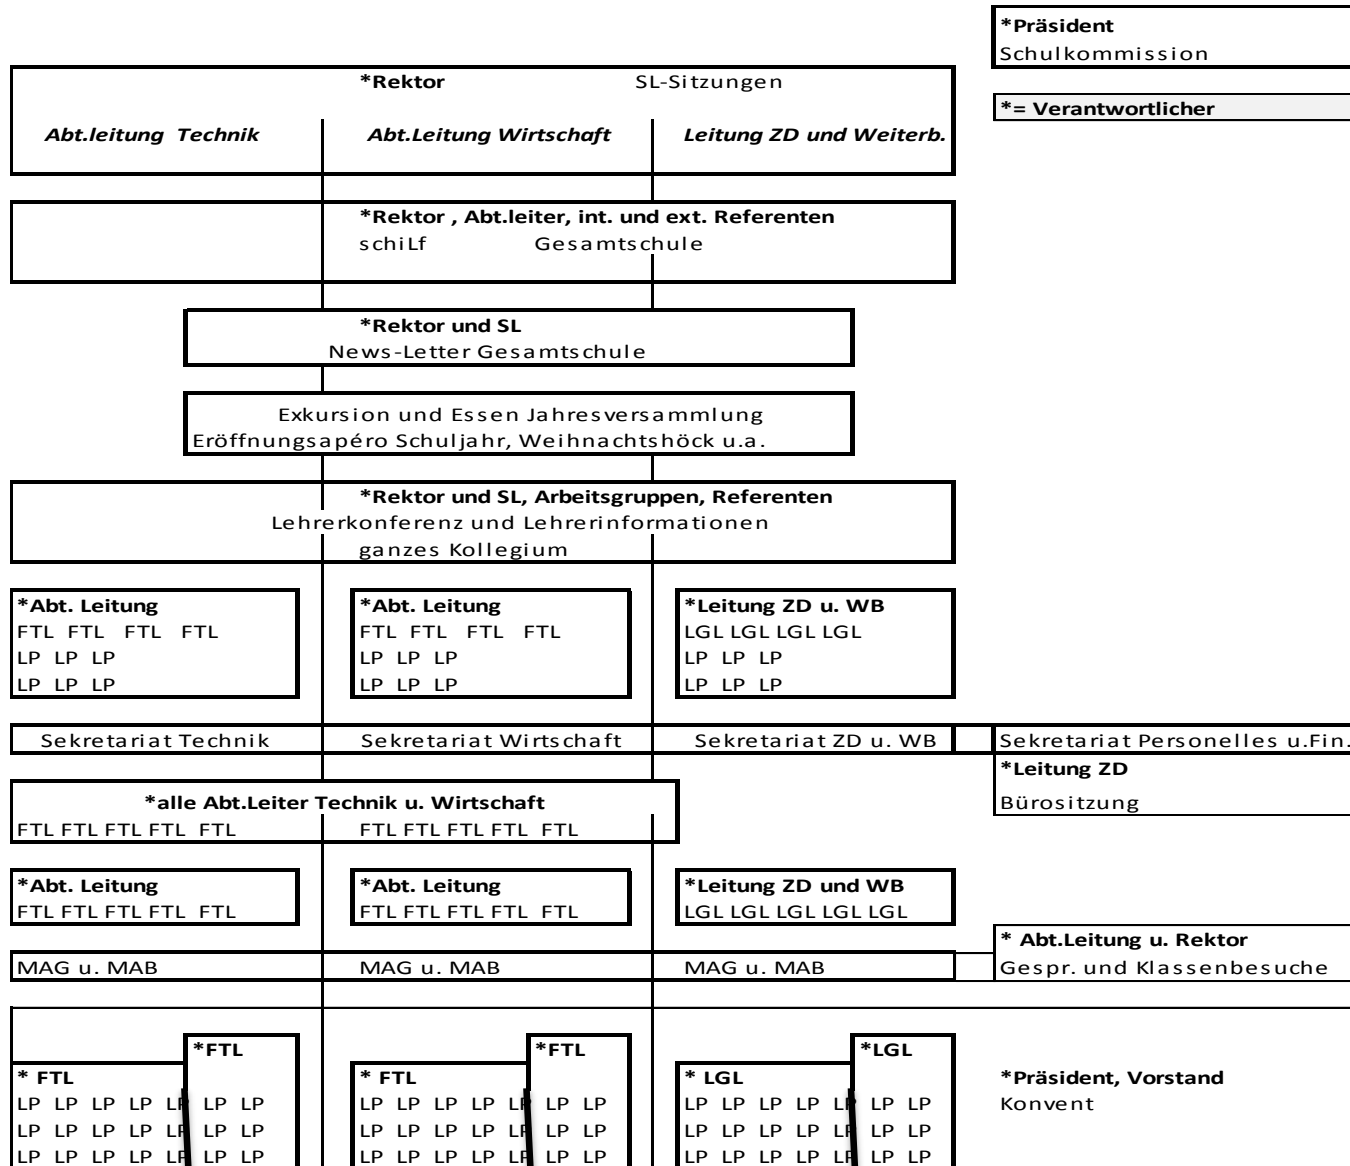 *Präsident
Schulkommission
*Rektor SL-Sitzungen
*= Verantwortlicher
Abt.leitung Technik Abt.Leitung Wirtschaft Leitung ZD und Weiterb.
*Rektor , Abt.leiter, int. und ext. Referenten
schiLf Gesamtschule
*Rektor und SL
News-Letter Gesamtschule
Exkursion und Essen Jahresversammlung
Eröffnungsapéro Schuljahr, Weihnachtshöck u.a.
*Rektor und SL, Arbeitsgruppen, Referenten
Lehrerkonferenz und Lehrerinformationen
ganzes Kollegium
*Abt. Leitung *Abt. Leitung *Leitung ZD u. WB
FTL FTL FTL FTL FTL FTL FTL FTL LGL LGL LGL LGL
LP LP LP LP LP LP LP LP LP
LP LP LP LP LP LP LP LP LP
Sekretariat Technik Sekretariat Wirtschaft Sekretariat ZD u. WB Sekretariat Personelles u.Fin.
*Leitung ZD
*alle Abt.Leiter Technik u. Wirtschaft Bürositzung
FTL FTL FTL FTL FTL FTL FTL FTL FTL FTL
*Abt. Leitung *Abt. Leitung *Leitung ZD und WB
FTL FTL FTL FTL FTL FTL FTL FTL FTL FTL LGL LGL LGL LGL LGL
* Abt.Leitung u. Rektor
MAG u. MAB MAG u. MAB MAG u. MAB Gespr. und Klassenbesuche
*FTL *FTL *LGL
* FTL * FTL * LGL *Präsident, Vorstand
LP LP LP LP LP LP LP LP LP LP LP LP LP LP LP LP LP LP LP LP LP Konvent
LP LP LP LP LP LP LP LP LP LP LP LP LP LP LP LP LP LP LP LP LP
LP LP LP LP LP LP LP LP LP LP LP LP LP LP LP LP LP LP LP LP LP